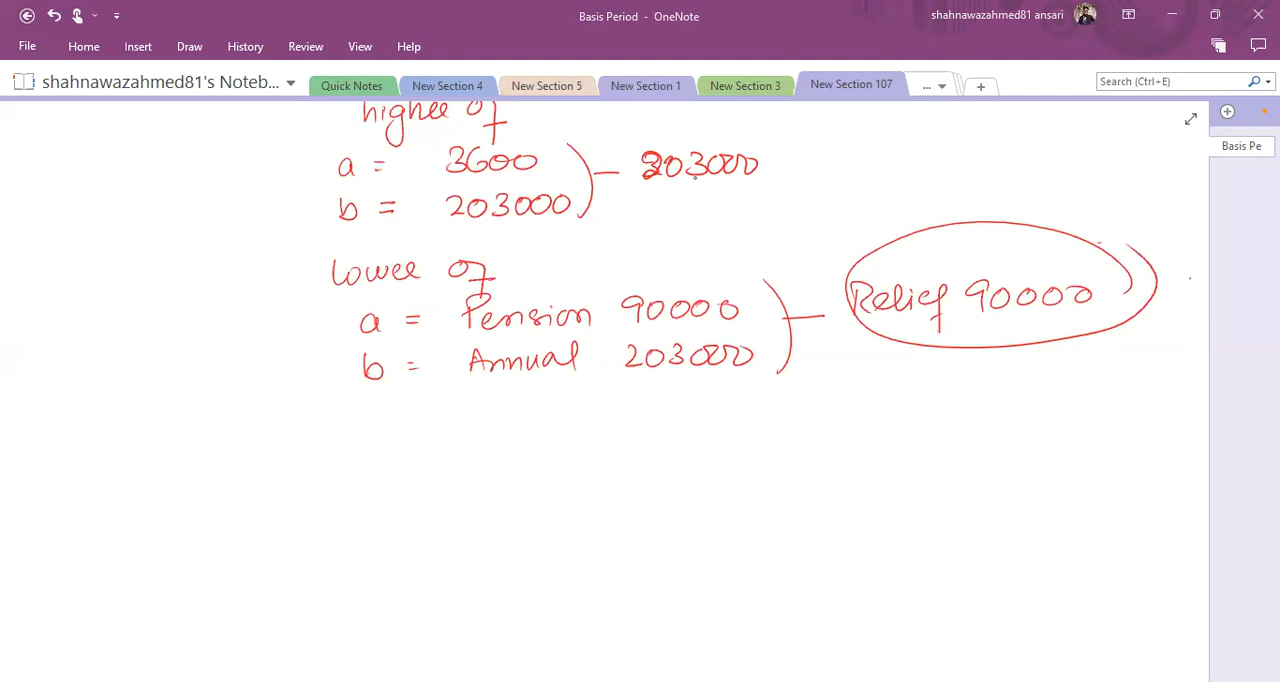 Basis Period - OneNote
shahnawazahmed81 ansari
File Home Insert Draw History Review View Help
shahnawazahmed81's Noteb... Quick Notes New Section 4 New Section 5 New Section 1 New Section 3 New Section 107 ... + Search (Ctrl+E)
Basis Pe
higher of
a = 3600
203000
b = 203000
lower of
a = Pension 90000
Relief 90000
b = Annual 203000